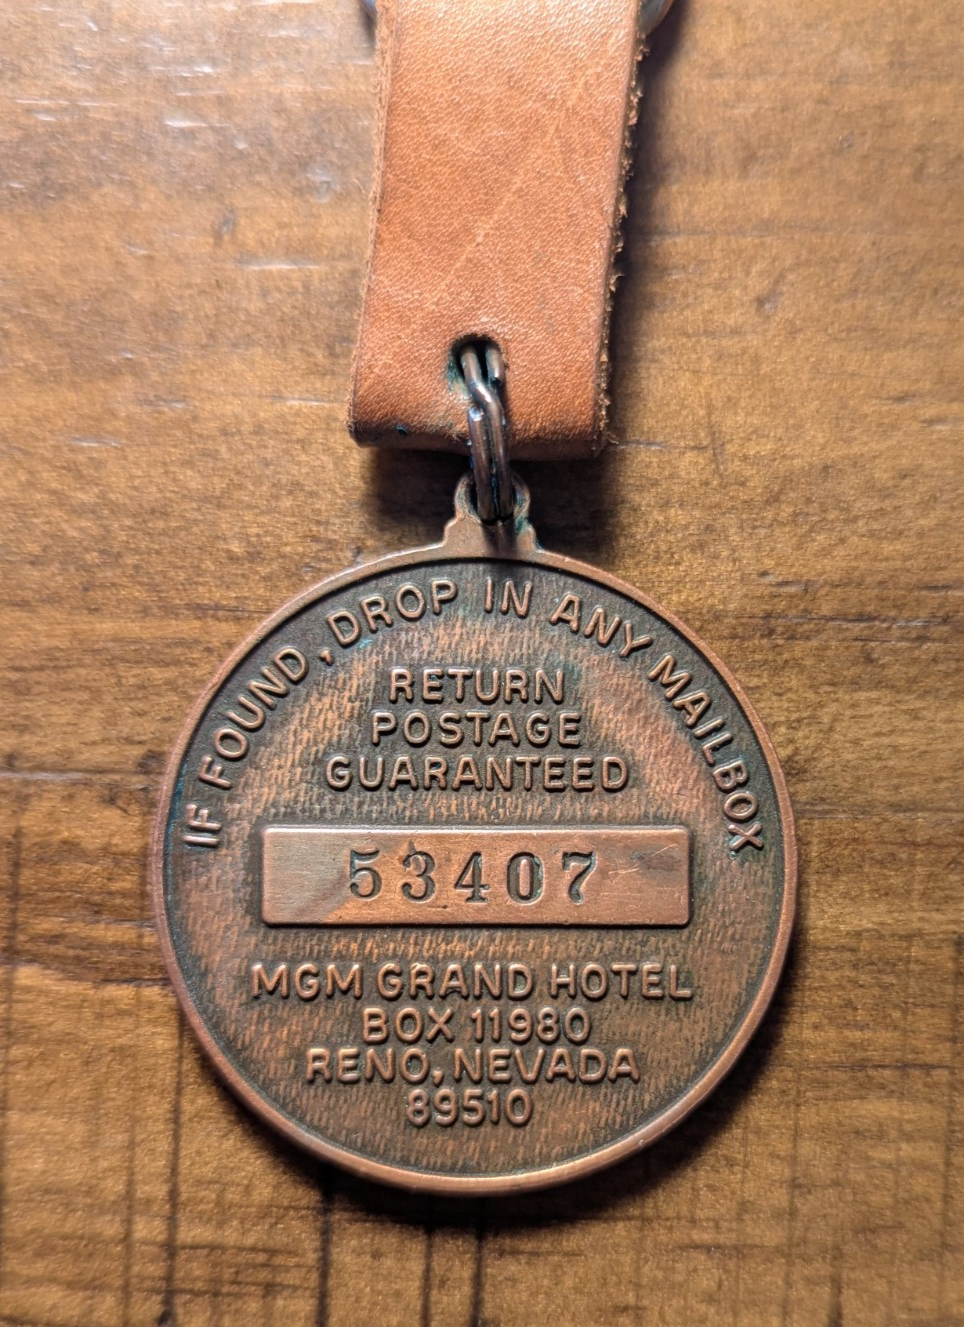 IF FOUND, DROP IN ANY MAILBOX
RETURN
POSTAGE
GUARANTEED
53407
MGM GRAND HOTEL
BOX 11980
RENO, NEVADA
89510